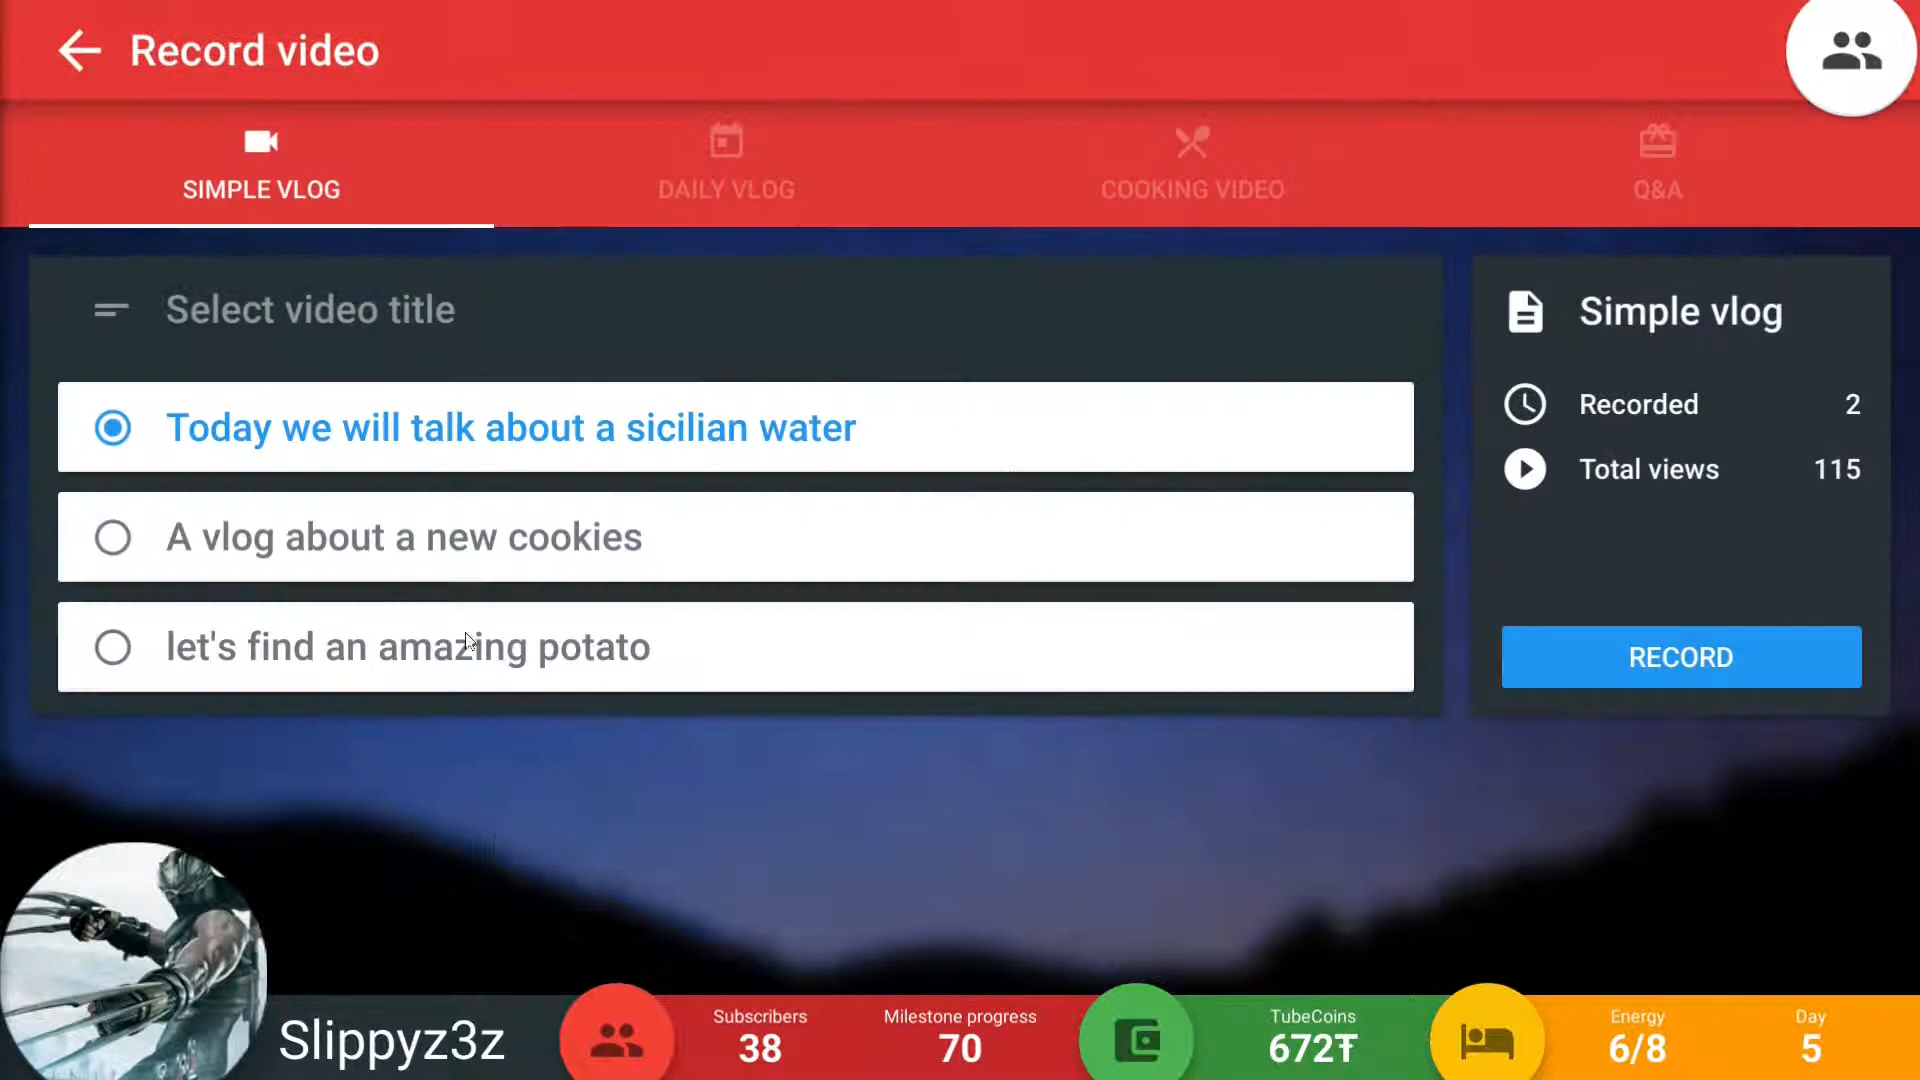 Record video
SIMPLE VLOG
DAILY VLOG
COOKING VIDEO
Q&A
Select video title
Today we will talk about a sicilian water
A vlog about a new cookies
let's find an amazing potato
Simple vlog
Recorded 2
Total views 115
RECORD
Slippyz3z
Subscribers
38
Milestone progress
70
TubeCoins
672Ŧ
Energy
6/8
Day
5